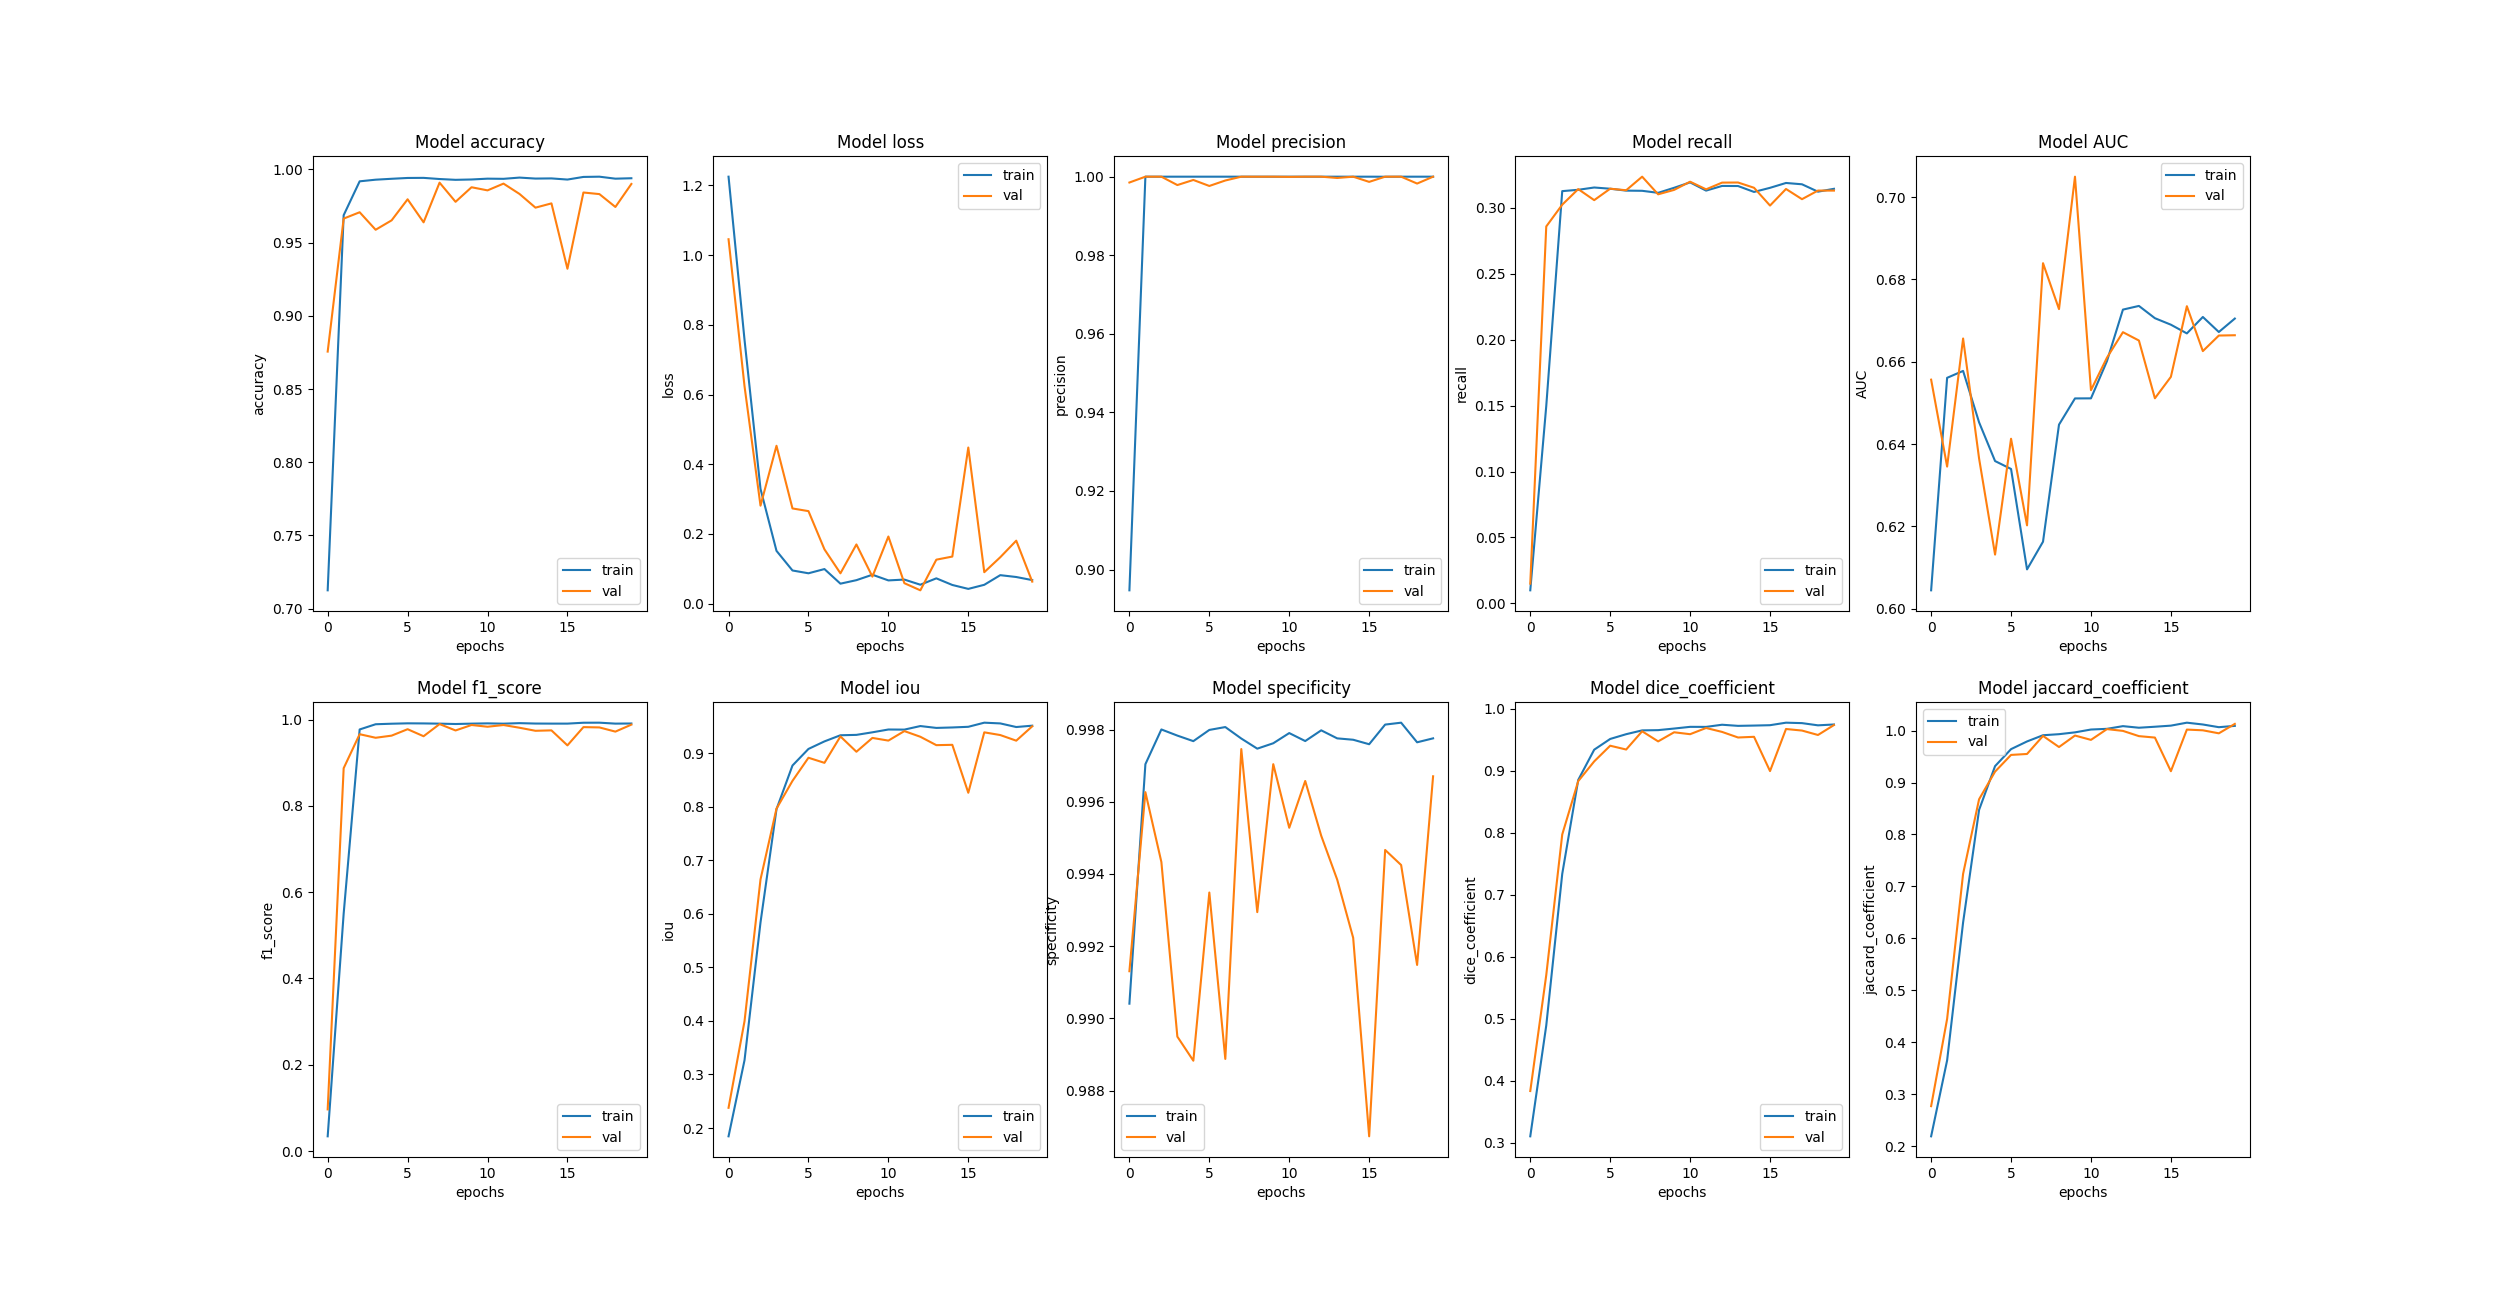 Model accuracy
1.00
0.95
0.90
0.85
0.80
0.75
0.70
accuracy
0 5 10 15
epochs
train
val
Model loss
1.2
1.0
0.8
0.6
0.4
0.2
0.0
loss
0 5 10 15
epochs
train
val
Model precision
1.00
0.98
0.96
0.94
0.92
0.90
precision
0 5 10 15
epochs
train
val
Model recall
0.30
0.25
0.20
0.15
0.10
0.05
0.00
recall
0 5 10 15
epochs
train
val
Model AUC
0.70
0.68
0.66
0.64
0.62
0.60
AUC
0 5 10 15
epochs
train
val
Model f1_score
1.0
0.8
0.6
0.4
0.2
0.0
f1_score
0 5 10 15
epochs
train
val
Model iou
0.9
0.8
0.7
0.6
0.5
0.4
0.3
0.2
iou
0 5 10 15
epochs
train
val
Model specificity
0.998
0.996
0.994
0.992
0.990
0.988
specificity
0 5 10 15
epochs
train
val
Model dice_coefficient
1.0
0.9
0.8
0.7
0.6
0.5
0.4
0.3
dice_coefficient
0 5 10 15
epochs
train
val
Model jaccard_coefficient
1.0
0.9
0.8
0.7
0.6
0.5
0.4
0.3
0.2
jaccard_coefficient
0 5 10 15
epochs
train
val